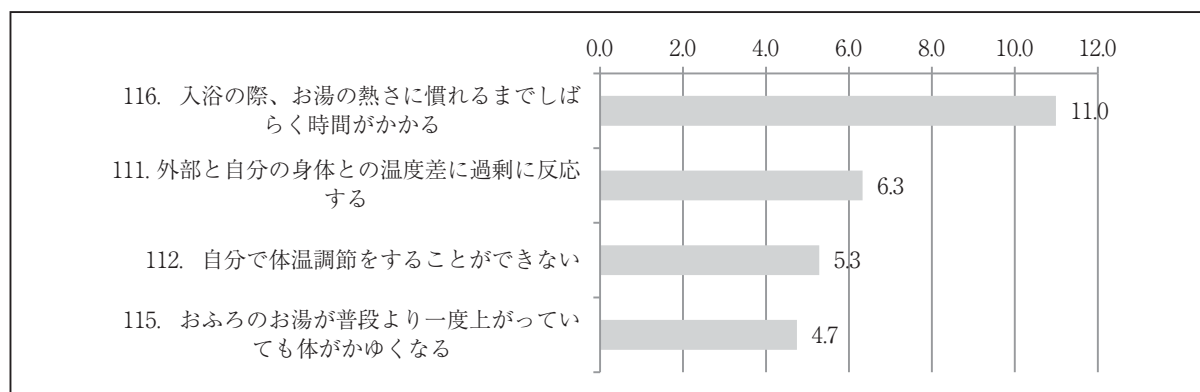 0.0 2.0 4.0 6.0 8.0 10.0 12.0
116. 入浴の際、お湯の熱さに慣れるまでしば
らく時間がかかる
11.0
111. 外部と自分の身体との温度差に過剰に反応
する
6.3
112. 自分で体温調節をすることができない
5.3
115. おふろのお湯が普段より一度上がってい
ても体がかゆくなる
4.7